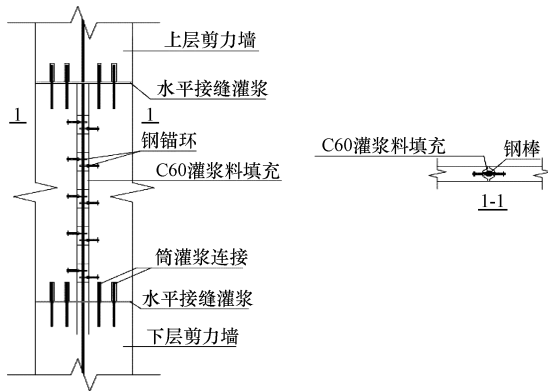 上层剪力墙
水平接缝灌浆
1 1
钢锚环
C60灌浆料填充
C60灌浆料填充 钢棒
1-1
筒灌浆连接
水平接缝灌浆
下层剪力墙